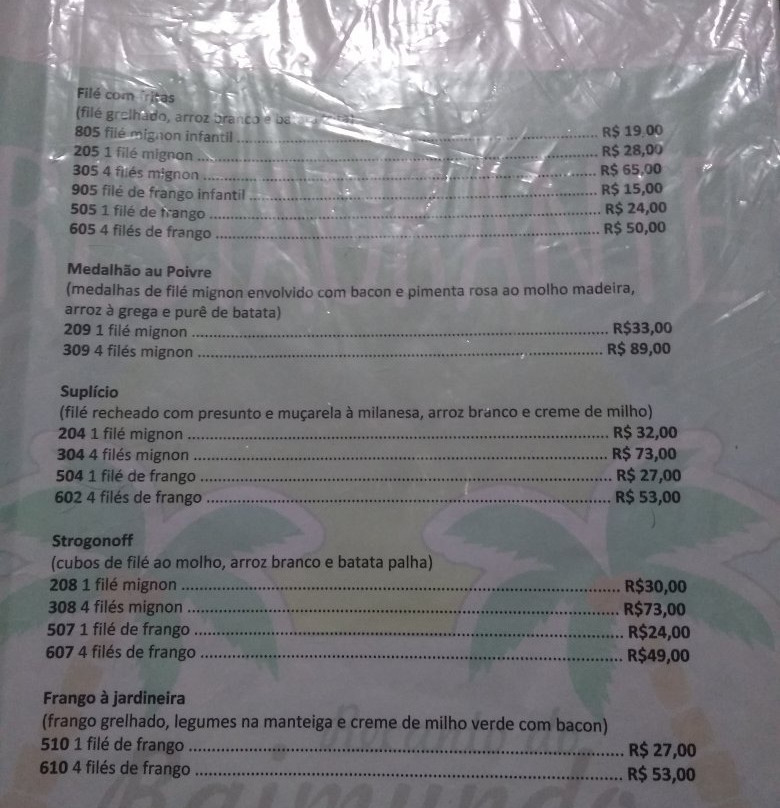 Filé com fritas
(filé grelhado, arroz branco e
805 filé mignon infantil ........ R$ 19,00
205 1 filé mignon ........ R$ 28,00
305 4 filés mignon ........ R$ 65,00
905 filé de frango infantil ........ R$ 15,00
505 1 filé de frango ........ R$ 24,00
605 4 filés de frango ........ R$ 50,00
Medalhão au Poivre
(medalhas de filé mignon envolvido com bacon e pimenta rosa ao molho madeira,
arroz à grega e purê de batata)
209 1 filé mignon ........ R$33,00
309 4 filés mignon ........ R$ 89,00
Suplício
(filé recheado com presunto e muçarela à milanesa, arroz branco e creme de milho)
204 1 filé mignon ........ R$ 32,00
304 4 filés mignon ........ R$ 73,00
504 1 filé de frango ........ R$ 27,00
602 4 filés de frango ........ R$ 53,00
Strogonoff
(cubos de filé ao molho, arroz branco e batata palha)
208 1 filé mignon ........ R$30,00
308 4 filés mignon ........ R$73,00
507 1 filé de frango ........ R$24,00
607 4 filés de frango ........ R$49,00
Frango à jardineira
(frango grelhado, legumes na manteiga e creme de milho verde com bacon)
510 1 filé de frango ........ R$ 27,00
610 4 filés de frango ........ R$ 53,00
Raimundo